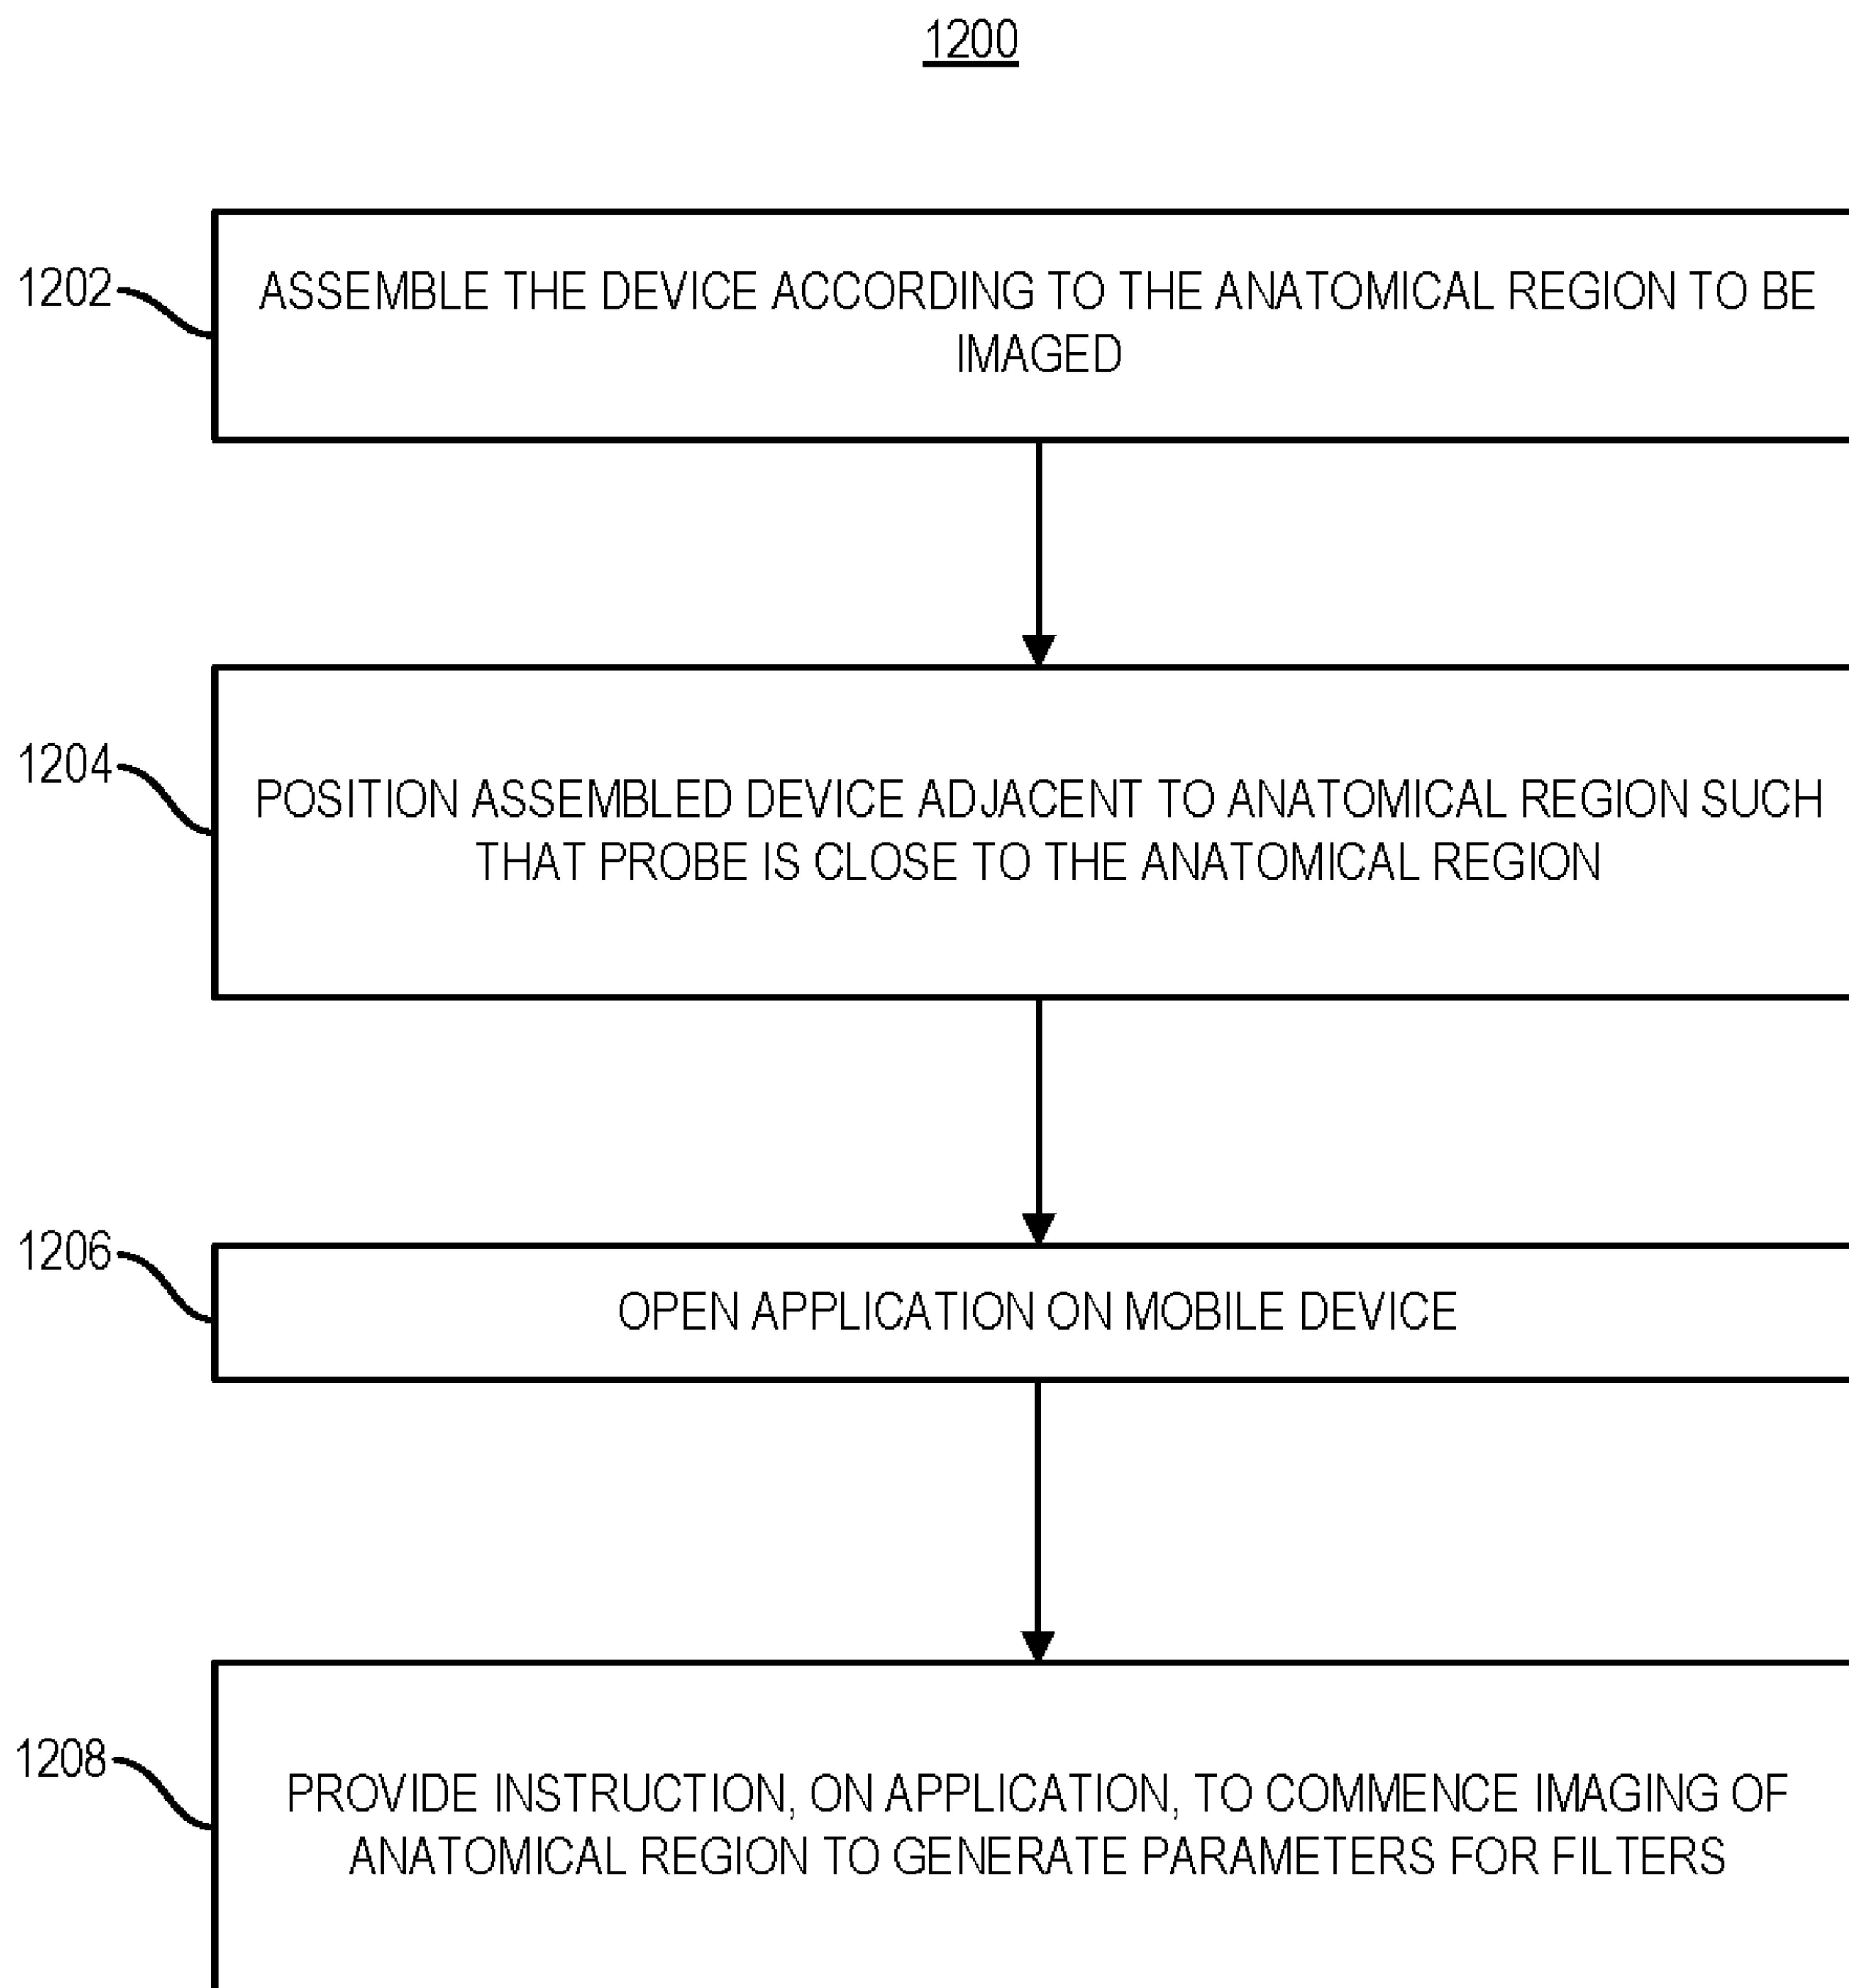 1200
1202
ASSEMBLE THE DEVICE ACCORDING TO THE ANATOMICAL REGION TO BE
IMAGED
1204
POSITION ASSEMBLED DEVICE ADJACENT TO ANATOMICAL REGION SUCH
THAT PROBE IS CLOSE TO THE ANATOMICAL REGION
1206
OPEN APPLICATION ON MOBILE DEVICE
1208
PROVIDE INSTRUCTION, ON APPLICATION, TO COMMENCE IMAGING OF
ANATOMICAL REGION TO GENERATE PARAMETERS FOR FILTERS